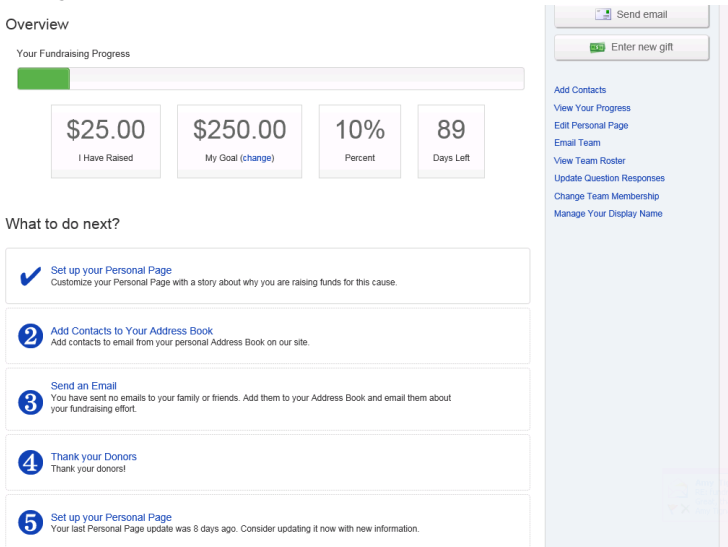 Overview
Your Fundraising Progress
$25.00
I Have Raised
$250.00
My Goal (change)
10%
Percent
89
Days Left
What to do next?
Set up your Personal Page
Customize your Personal Page with a story about why you are raising funds for this cause.
2
Add Contacts to Your Address Book
Add contacts to email from your personal Address Book on our site.
3
Send an Email
You have sent no emails to your family or friends. Add them to your Address Book and email them about
your fundraising effort.
4
Thank your Donors
Thank your donors!
5
Set up your Personal Page
Your last Personal Page update was 8 days ago. Consider updating it now with new information.
Send email
Enter new gift
Add Contacts
View Your Progress
Edit Personal Page
Email Team
View Team Roster
Update Question Responses
Change Team Membership
Manage Your Display Name